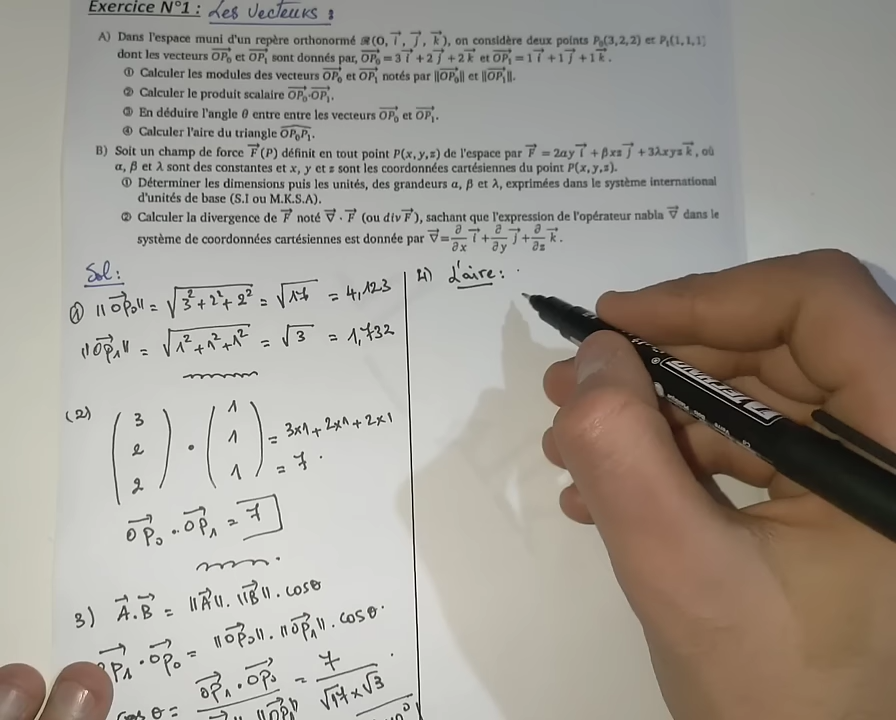 Exercice N°1 : Les Vecteurs :
A) Dans l'espace muni d'un repère orthonormé ℛ(O, i⃗, j⃗, k⃗), on considère deux points P₀(3,2,2) et P₁(1,1,1)
dont les vecteurs OP₀⃗ et OP₁⃗ sont donnés par, OP₀⃗ = 3 i⃗ + 2 j⃗ + 2 k⃗ et OP₁⃗ = 1 i⃗ + 1 j⃗ + 1 k⃗.
① Calculer les modules des vecteurs OP₀⃗ et OP₁⃗ notés par ||OP₀⃗|| et ||OP₁⃗||.
② Calculer le produit scalaire OP₀⃗·OP₁⃗.
③ En déduire l'angle θ entre entre les vecteurs OP₀⃗ et OP₁⃗.
④ Calculer l'aire du triangle OP₀P₁.
B) Soit un champ de force F⃗(P) définit en tout point P(x,y,z) de l'espace par F⃗ = 2αy i⃗ + βxz j⃗ + 3λxyz k⃗, où
α, β et λ sont des constantes et x, y et z sont les coordonnées cartésiennes du point P(x,y,z).
① Déterminer les dimensions puis les unités, des grandeurs α, β et λ, exprimées dans le système international
d'unités de base (S.I ou M.K.S.A).
② Calculer la divergence de F⃗ noté ∇⃗ · F⃗ (ou divF⃗), sachant que l'expression de l'opérateur nabla ∇⃗ dans le
système de coordonnées cartésiennes est donnée par ∇⃗ = ∂/∂x i⃗ + ∂/∂y j⃗ + ∂/∂z k⃗.
Sol :
① ||OP₀⃗|| = √(3² + 2² + 2²) = √17 = 4,123
||OP₁⃗|| = √(1² + 1² + 1²) = √3 = 1,732
(2) (3 2 2) · (1 1 1) = 3×1 + 2×1 + 2×1
= 7.
OP₀⃗ · OP₁⃗ = 7
3) A⃗.B⃗ = ||A⃗||.||B⃗||.cosθ
OP₁⃗ · OP₀⃗ = ||OP₀⃗||.||OP₁⃗||.cosθ.
cosθ = OP₁⃗ · OP₀⃗ = 7 / √17 × √3
4) L'aire :